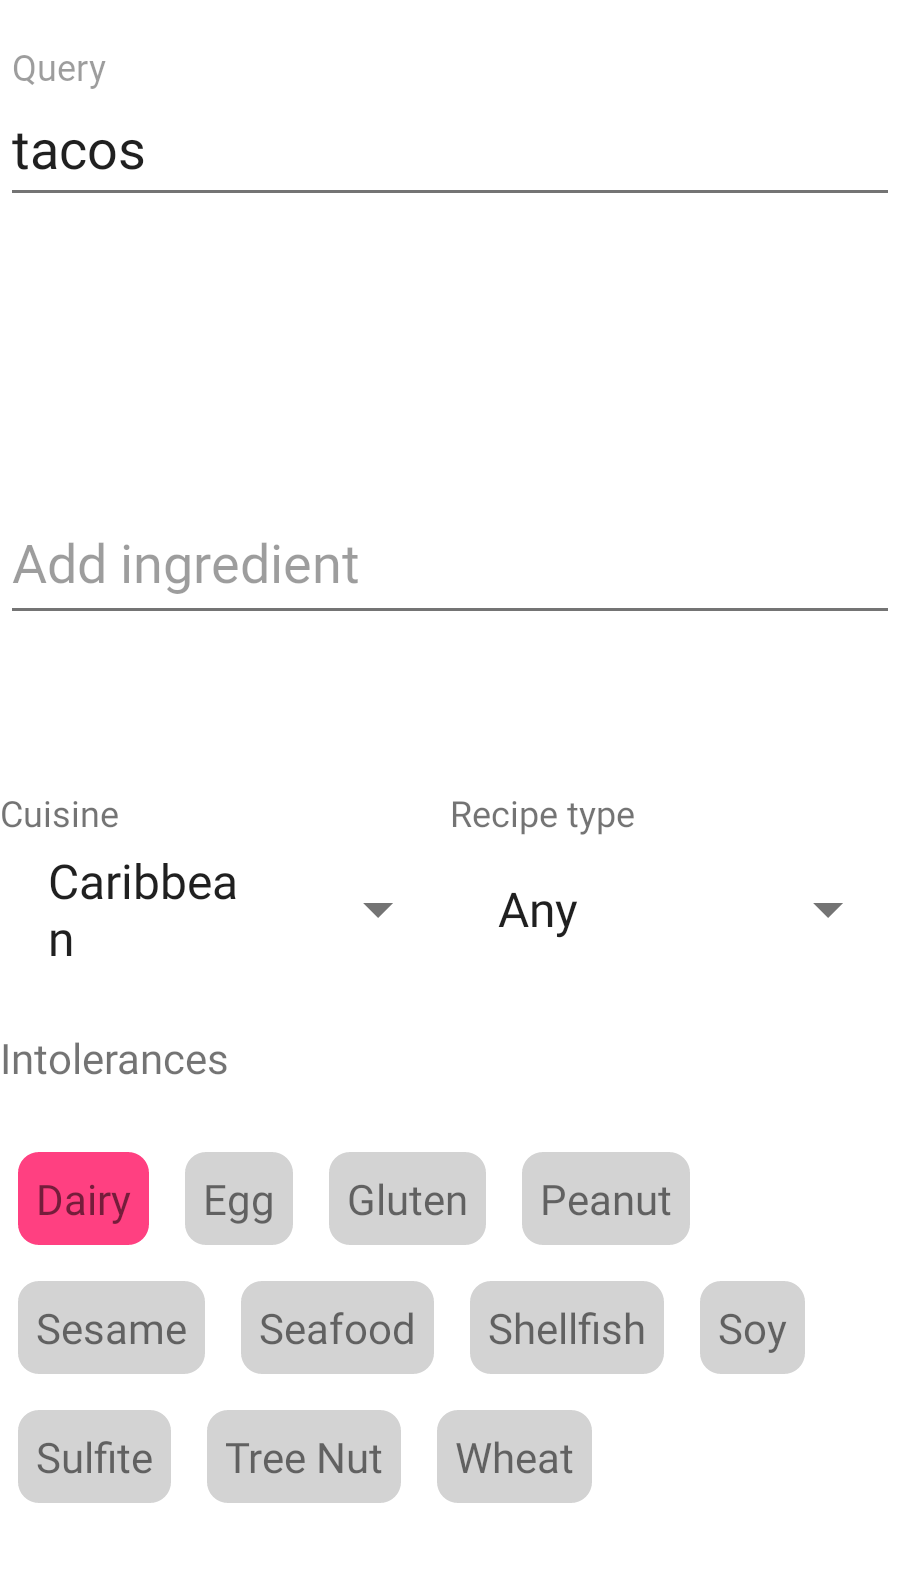 Query
tacos
Add ingredient
Cuisine
Recipe type
Caribbea
n
Any
Intolerances
Dairy Egg Gluten Peanut
Sesame Seafood Shellfish Soy
Sulfite Tree Nut Wheat